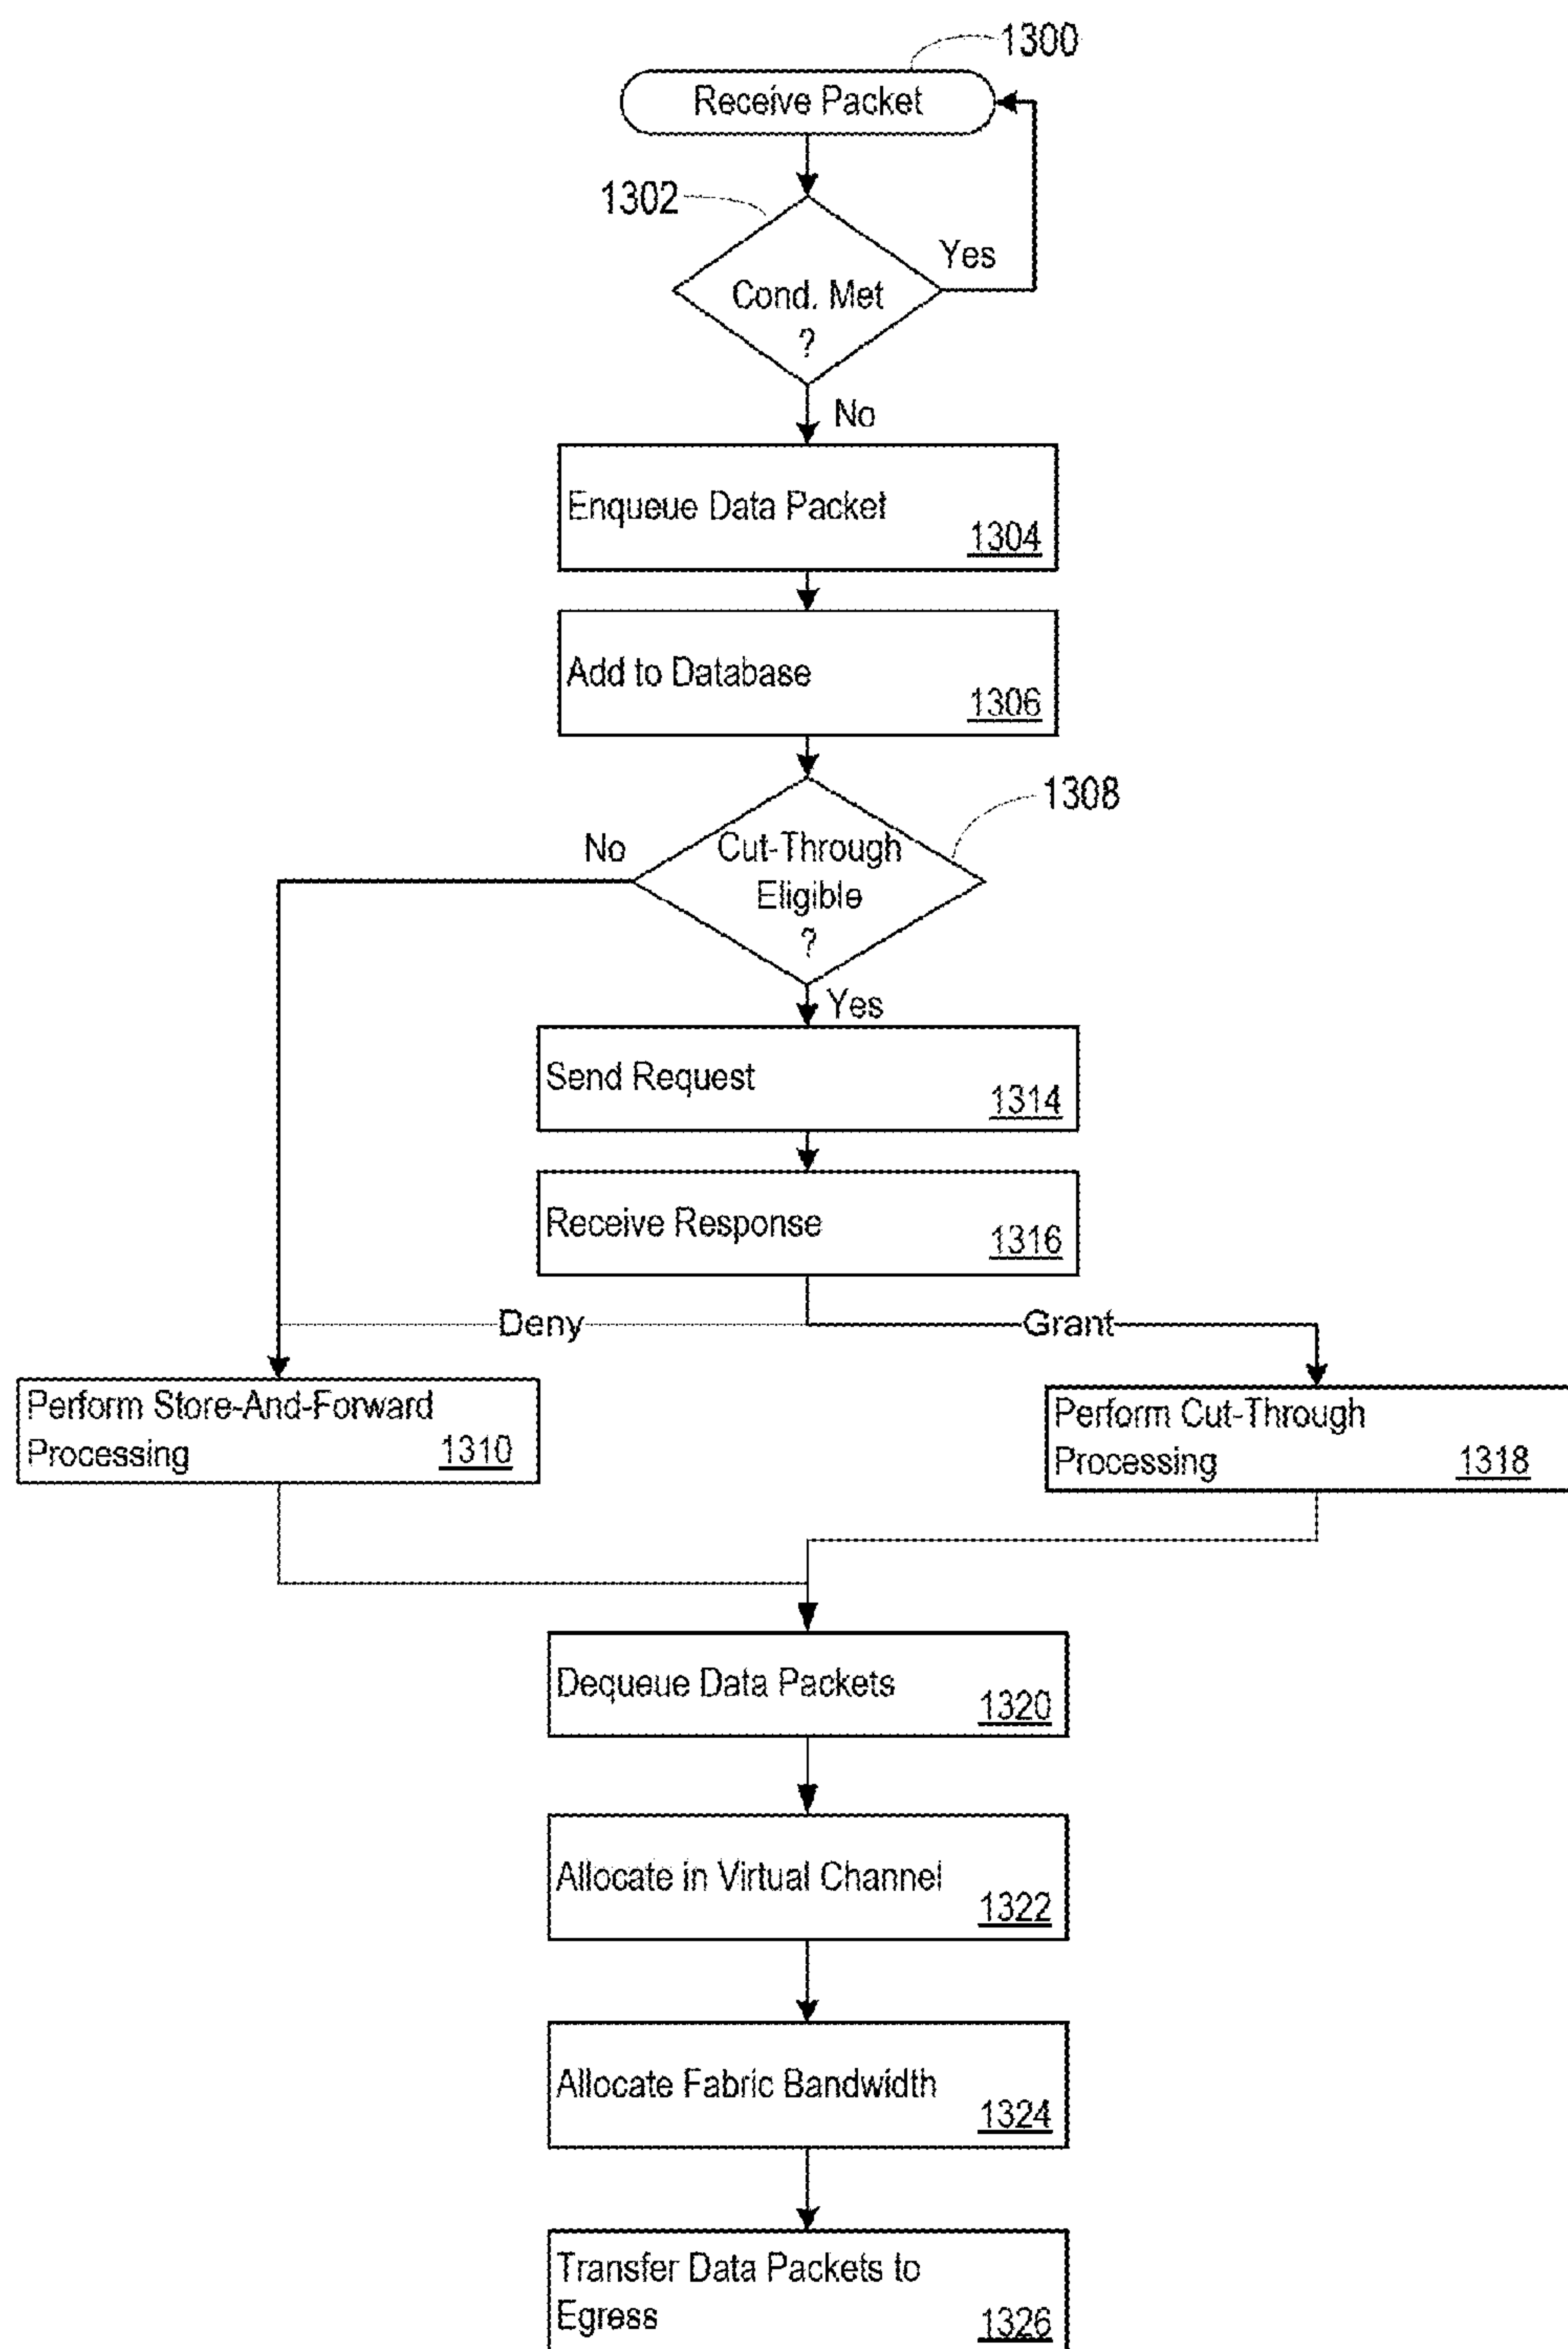 1300
Receive Packet
1302
Yes
Cond. Met
?
No
Enqueue Data Packet
1304
Add to Database
1306
1308
No
Cut-Through
Eligible
?
Yes
Send Request
1314
Receive Response
1316
Deny
Grant
Perform Store-And-Forward
Processing 1310
Perform Cut-Through
Processing 1318
Dequeue Data Packets
1320
Allocate in Virtual Channel
1322
Allocate Fabric Bandwidth
1324
Transfer Data Packets to
Egress 1326